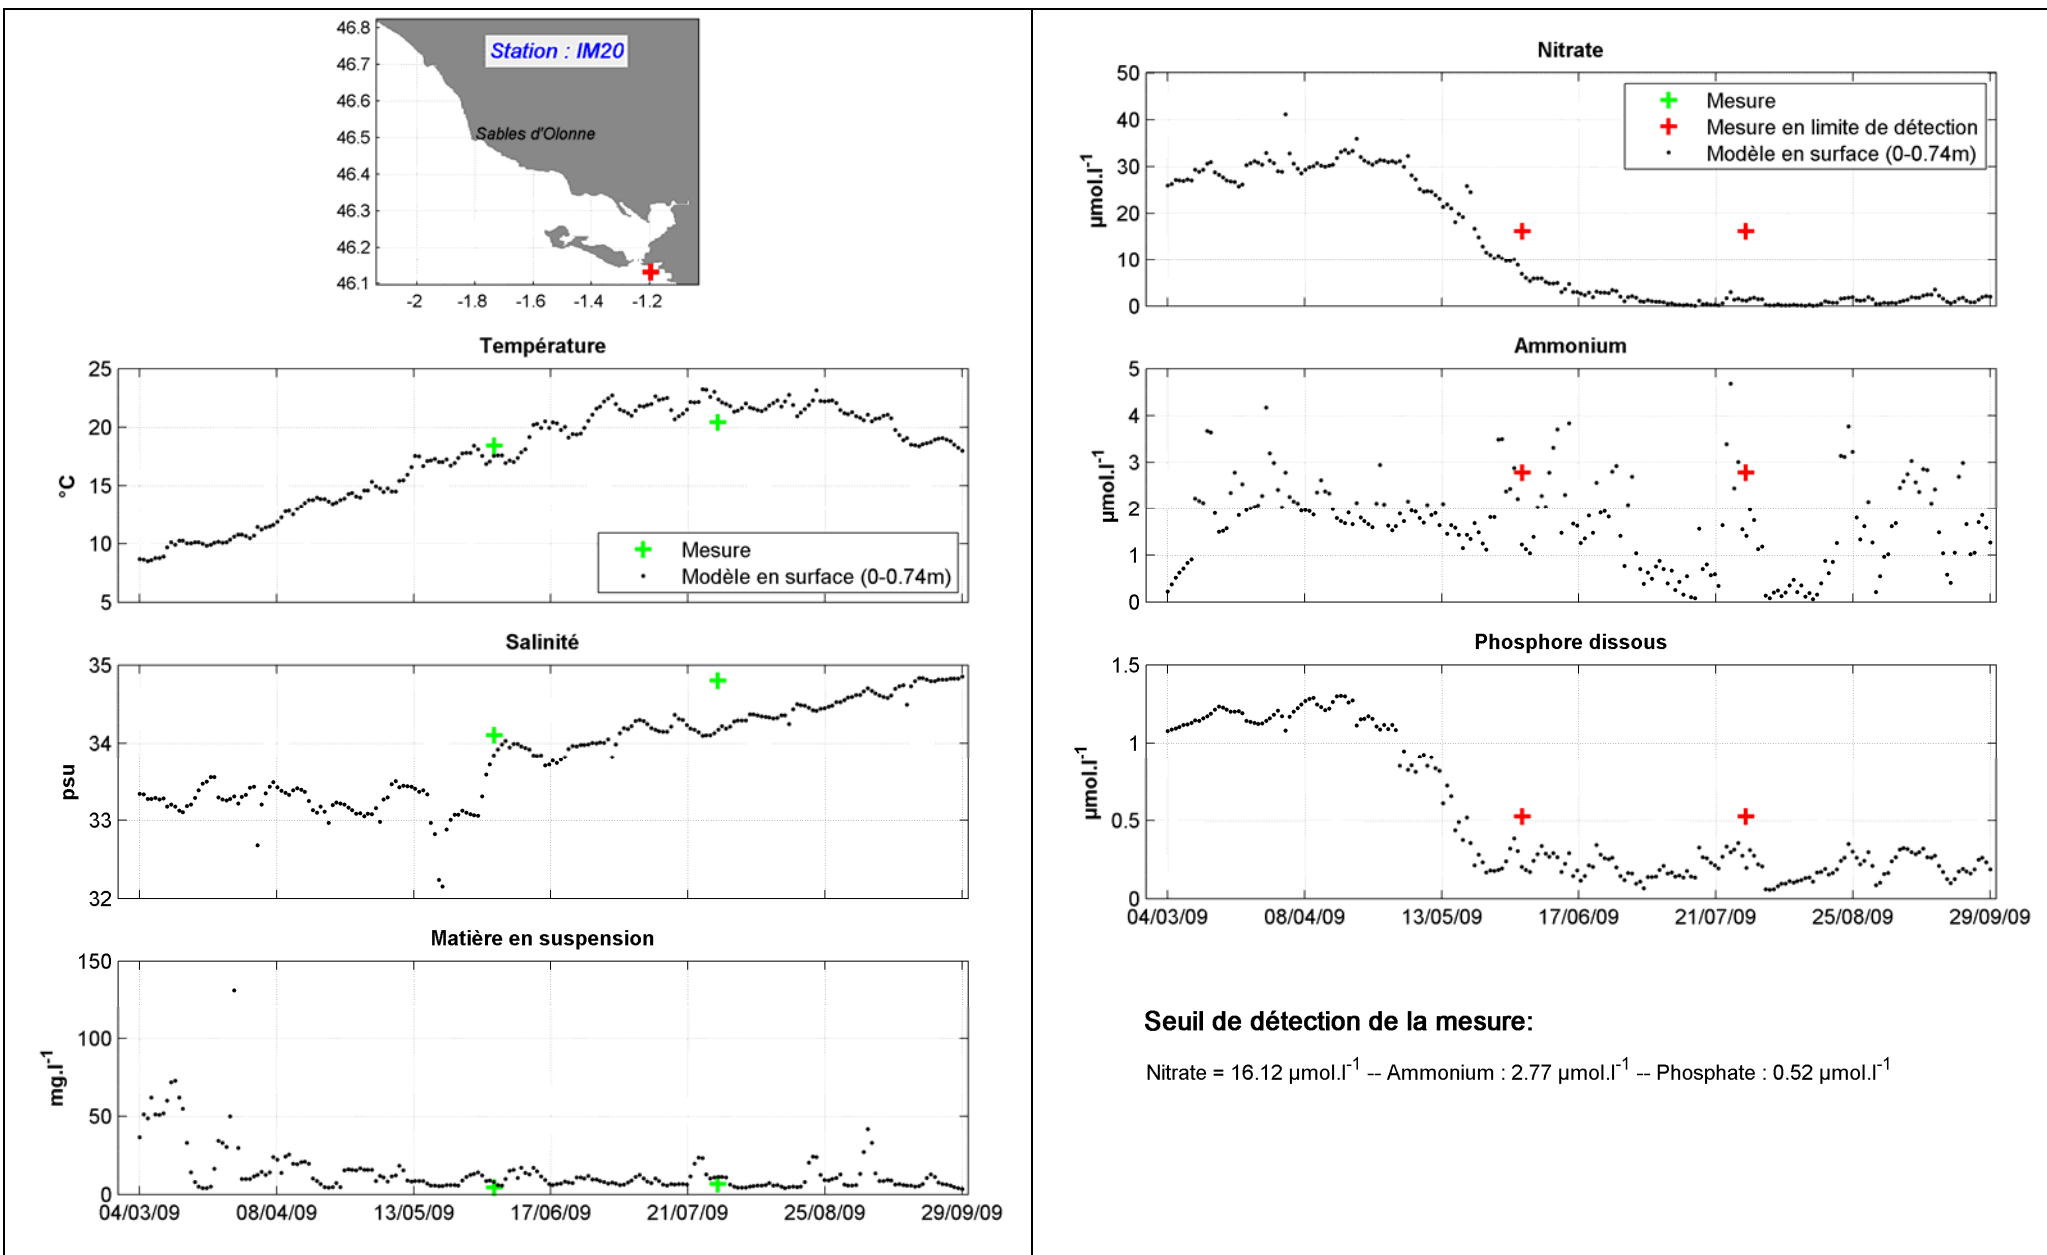 46.8
46.7
46.6
46.5
46.4
46.3
46.2
46.1
Station : IM20
Sables d'Olonne
-2 -1.8 -1.6 -1.4 -1.2
Température
25
20
15
10
5
°C
Mesure
Modèle en surface (0-0.74m)
Salinité
35
34
33
32
psu
Matière en suspension
150
100
50
0
mg.l-1
04/03/09 08/04/09 13/05/09 17/06/09 21/07/09 25/08/09 29/09/09
Nitrate
50
40
30
20
10
0
µmol.l-1
Mesure
Mesure en limite de détection
Modèle en surface (0-0.74m)
Ammonium
5
4
3
2
1
0
µmol.l-1
Phosphore dissous
1.5
1
0.5
0
µmol.l-1
04/03/09 08/04/09 13/05/09 17/06/09 21/07/09 25/08/09 29/09/09
Seuil de détection de la mesure:
Nitrate = 16.12 µmol.l-1 -- Ammonium : 2.77 µmol.l-1 -- Phosphate : 0.52 µmol.l-1